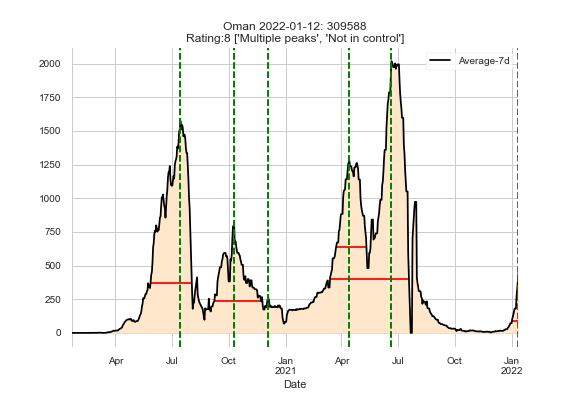 Oman 2022-01-12: 309588
Rating:8 ['Multiple peaks', 'Not in control']
Average-7d
2000
1750
1500
1250
1000
750
500
250
0
Apr Jul Oct Jan Apr Jul Oct Jan
2021 2022
Date